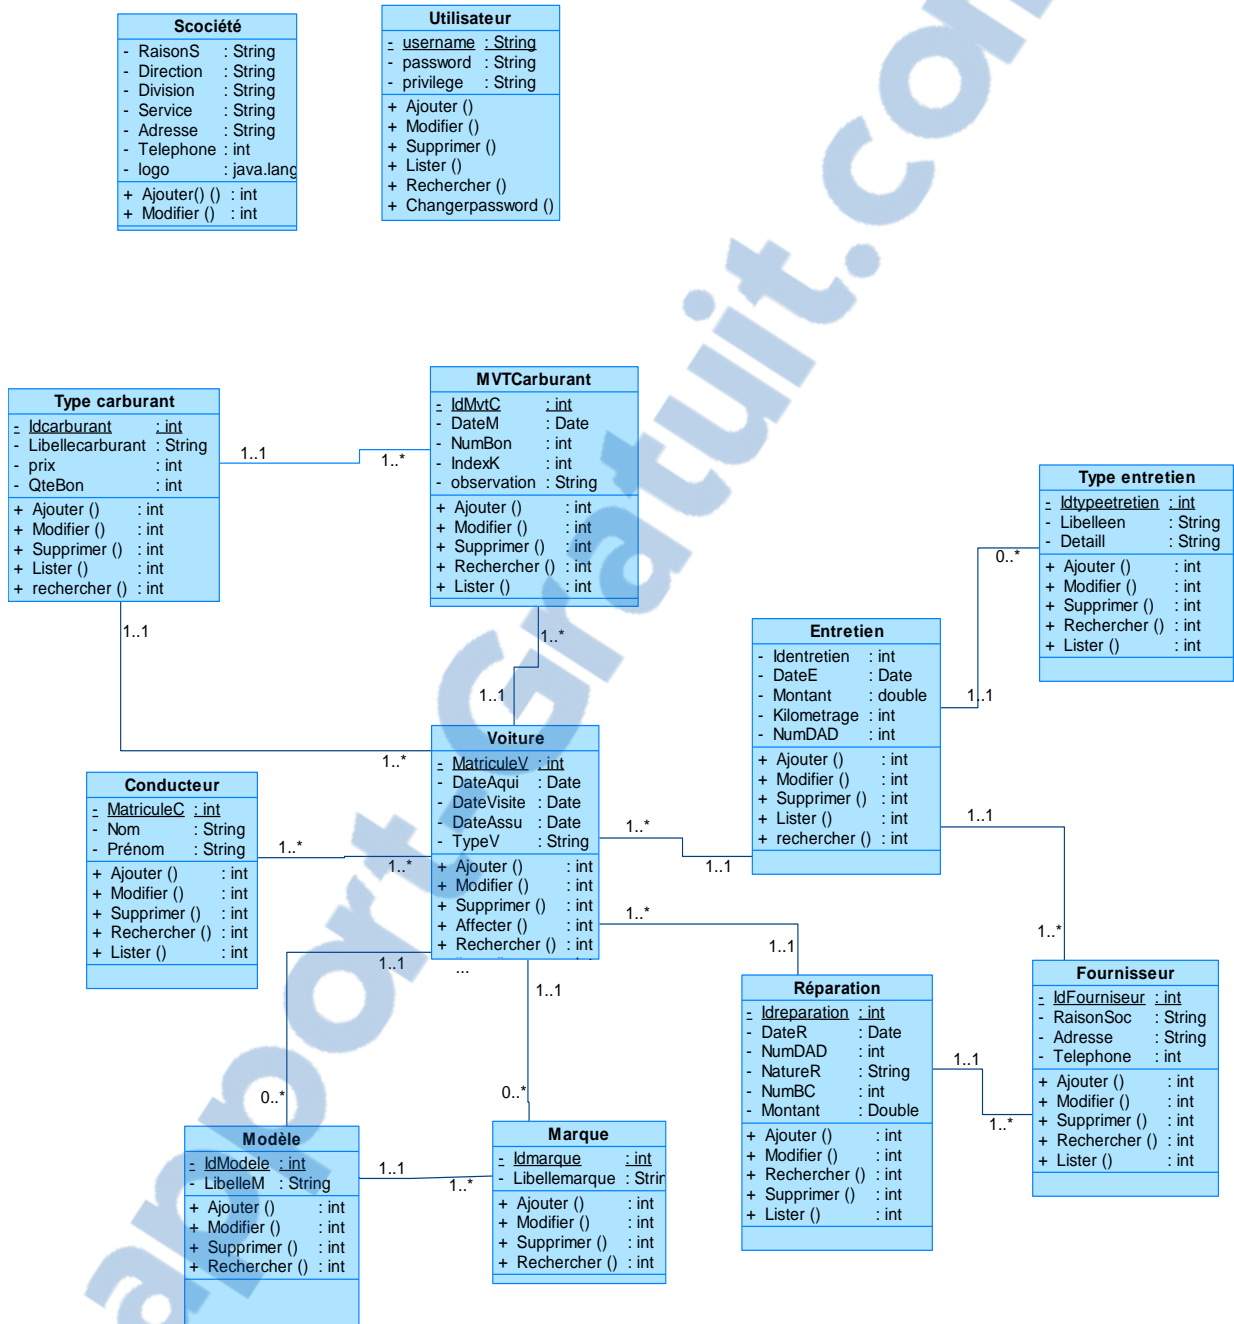 Scociété
- RaisonS : String
- Direction : String
- Division : String
- Service : String
- Adresse : String
- Telephone : int
- logo : java.lang
+ Ajouter() () : int
+ Modifier () : int
Utilisateur
- username : String
- password : String
- privilege : String
+ Ajouter ()
+ Modifier ()
+ Supprimer ()
+ Lister ()
+ Rechercher ()
+ Changerpassword ()
Type carburant
- Idcarburant : int
- Libellecarburant : String
- prix : int
- QteBon : int
+ Ajouter () : int
+ Modifier () : int
+ Supprimer () : int
+ Lister () : int
+ rechercher () : int
1..1
1..*
MVTCarburant
- IdMvtC : int
- DateM : Date
- NumBon : int
- IndexK : int
- observation : String
+ Ajouter () : int
+ Modifier () : int
+ Supprimer () : int
+ Rechercher () : int
+ Lister () : int
Type entretien
- Idtypeetretien : int
- Libelleen : String
- Detaill : String
+ Ajouter () : int
+ Modifier () : int
+ Supprimer () : int
+ Rechercher () : int
+ Lister () : int
0..*
1..1
1..1
1..*
1..1
1..*
Entretien
- Identretien : int
- DateE : Date
- Montant : double
- Kilometrage : int
- NumDAD : int
+ Ajouter () : int
+ Modifier () : int
+ Supprimer () : int
+ Lister () : int
+ rechercher () : int
Voiture
- MatriculeV : int
- DateAqui : Date
- DateVisite : Date
- DateAssu : Date
- TypeV : String
+ Ajouter () : int
+ Modifier () : int
+ Supprimer () : int
+ Affecter () : int
+ Rechercher () : int
...
Conducteur
- MatriculeC : int
- Nom : String
- Prénom : String
+ Ajouter () : int
+ Modifier () : int
+ Supprimer () : int
+ Rechercher () : int
+ Lister () : int
1..*
1..*
1..*
1..1
1..1
1..*
1..*
1..1
1..1
1..1
0..*
0..*
Réparation
- Idreparation : int
- DateR : Date
- NumDAD : int
- NatureR : String
- NumBC : int
- Montant : Double
+ Ajouter () : int
+ Modifier () : int
+ Rechercher () : int
+ Supprimer () : int
+ Lister () : int
1..1
1..*
Fournisseur
- IdFourniseur : int
- RaisonSoc : String
- Adresse : String
- Telephone : int
+ Ajouter () : int
+ Modifier () : int
+ Supprimer () : int
+ Rechercher () : int
+ Lister () : int
Modèle
- IdModele : int
- LibelleM : String
+ Ajouter () : int
+ Modifier () : int
+ Supprimer () : int
+ Rechercher () : int
1..1
1..*
Marque
- Idmarque : int
- Libellemarque : Strin
+ Ajouter () : int
+ Modifier () : int
+ Supprimer () : int
+ Rechercher () : int
apport-Gratuit.com